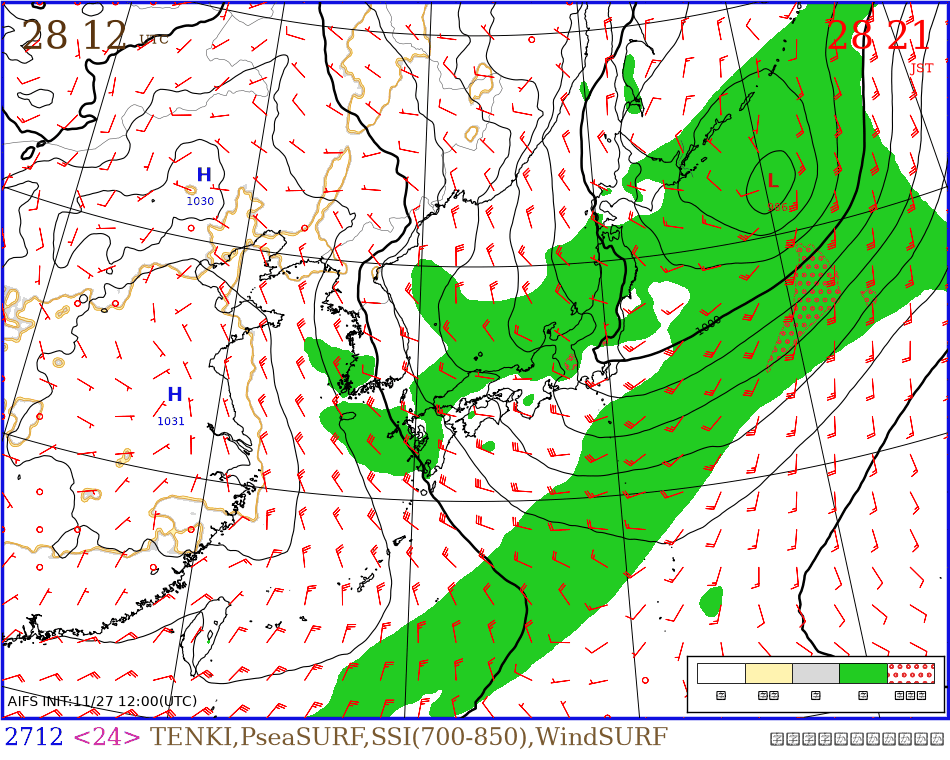 28 12 UTC
28 21
JST
H
1030
L
986
1000
H
1031
AIFS INIT:11/27 12:00(UTC)
2712 <24> TENKI,PseaSURF,SSI(700-850),WindSURF